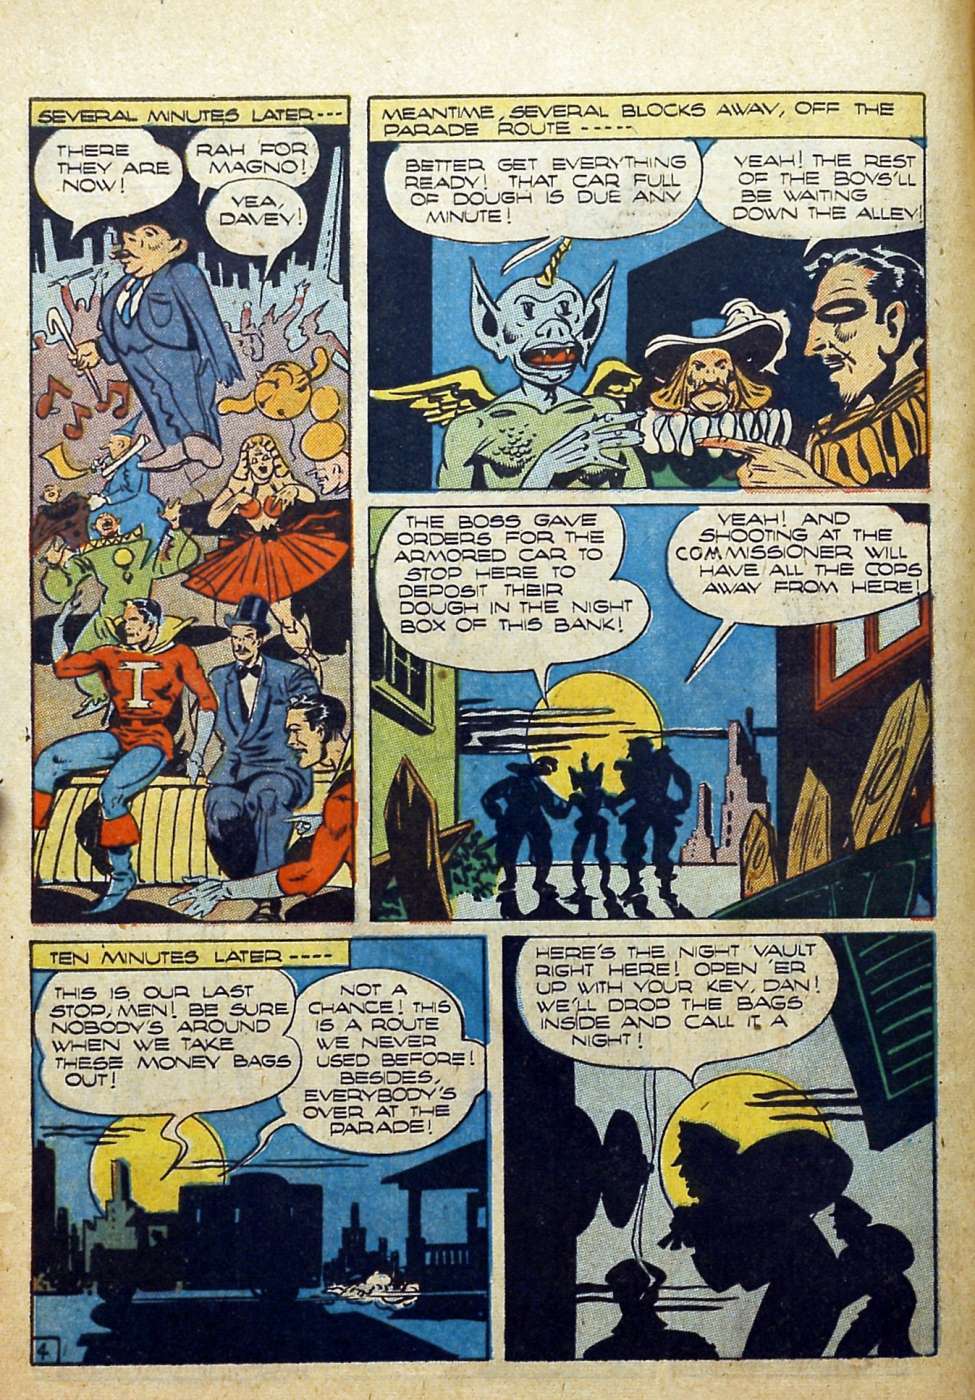 SEVERAL MINUTES LATER---
THERE
THEY ARE
NOW!
RAH FOR
MAGNO!
YEA,
DAVEY!
I
MEANTIME, SEVERAL BLOCKS AWAY, OFF THE
PARADE ROUTE -----
BETTER GET EVERYTHING
READY! THAT CAR FULL
OF DOUGH IS DUE ANY
MINUTE!
YEAH! THE REST
OF THE BOYS'LL
BE WAITING
DOWN THE ALLEY!
THE BOSS GAVE
ORDERS FOR THE
ARMORED CAR TO
STOP HERE TO
DEPOSIT THEIR
DOUGH IN THE NIGHT
BOX OF THIS BANK!
YEAH! AND
SHOOTING AT THE
COMMISSIONER WILL
HAVE ALL THE COPS
AWAY FROM HERE!
TEN MINUTES LATER ----
THIS IS OUR LAST
STOP, MEN! BE SURE
NOBODY'S AROUND
WHEN WE TAKE
THESE MONEY BAGS
OUT!
NOT A
CHANCE! THIS
IS A ROUTE
WE NEVER
USED BEFORE!
BESIDES,
EVERYBODY'S
OVER AT THE
PARADE!
4
HERE'S THE NIGHT VAULT
RIGHT HERE! OPEN 'ER
UP WITH YOUR KEY, DAN!
WE'LL DROP THE BAGS
INSIDE AND CALL IT A
NIGHT!